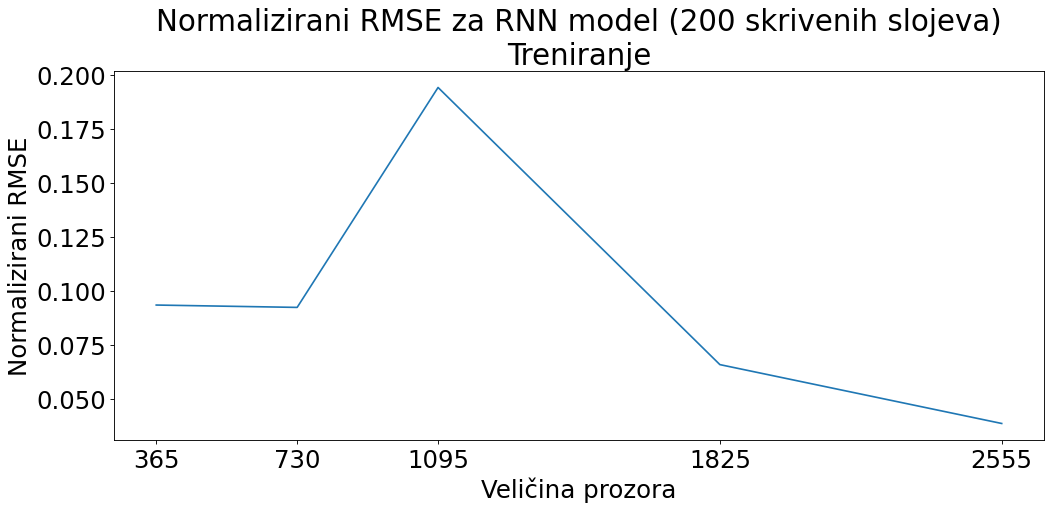 Normalizirani RMSE za RNN model (200 skrivenih slojeva)
Treniranje
Normalizirani RMSE
0.200
0.175
0.150
0.125
0.100
0.075
0.050
365 730 1095 1825 2555
Veličina prozora